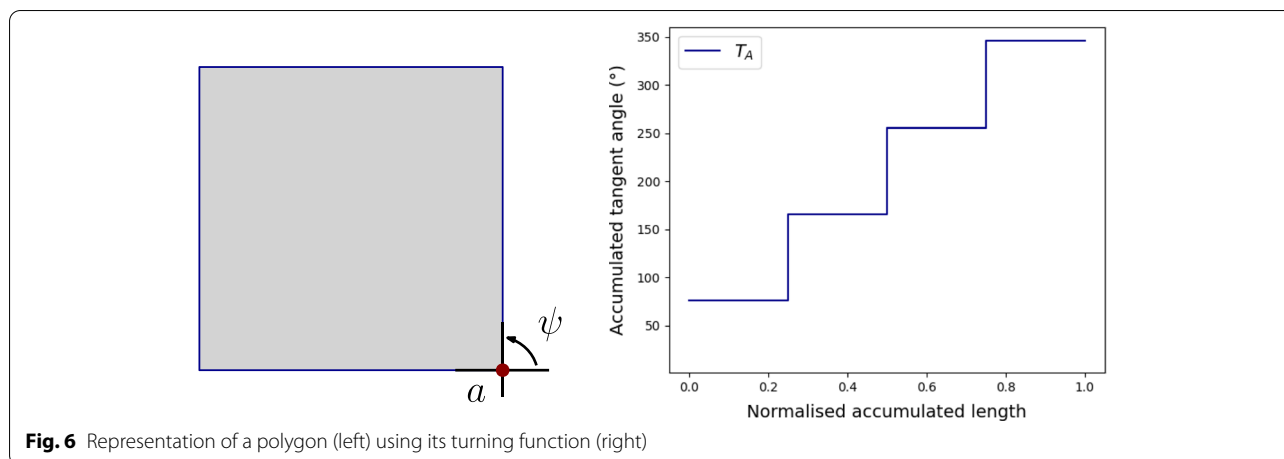 ψ
a
T_A
Accumulated tangent angle (°)
350
300
250
200
150
100
50
0.0 0.2 0.4 0.6 0.8 1.0
Normalised accumulated length
Fig. 6 Representation of a polygon (left) using its turning function (right)